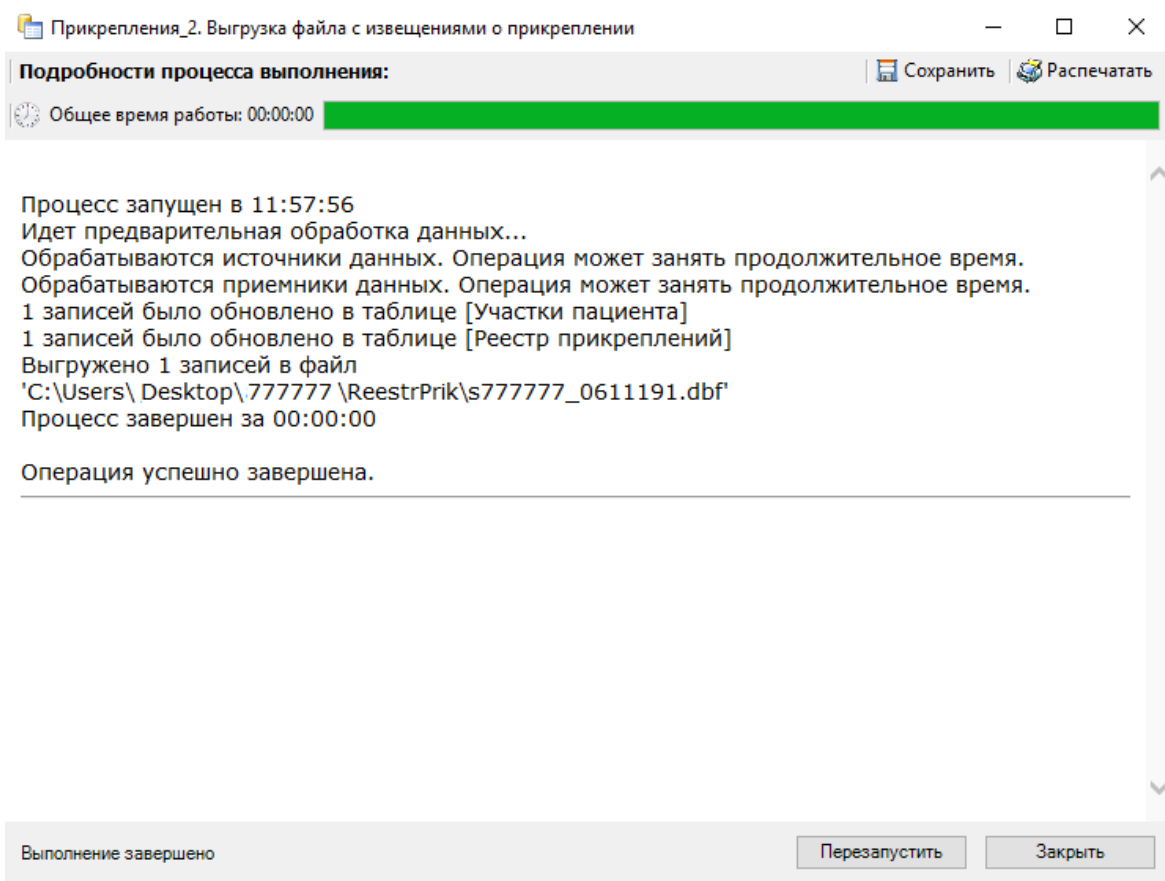 Прикрепления_2. Выгрузка файла с извещениями о прикреплении
Подробности процесса выполнения:
Сохранить
Распечатать
Общее время работы: 00:00:00
Процесс запущен в 11:57:56
Идет предварительная обработка данных...
Обрабатываются источники данных. Операция может занять продолжительное время.
Обрабатываются приемники данных. Операция может занять продолжительное время.
1 записей было обновлено в таблице [Участки пациента]
1 записей было обновлено в таблице [Реестр прикреплений]
Выгружено 1 записей в файл
'C:\Users\ Desktop\ 777777 \ReestrPrik\s777777_0611191.dbf'
Процесс завершен за 00:00:00
Операция успешно завершена.
Выполнение завершено
Перезапустить
Закрыть